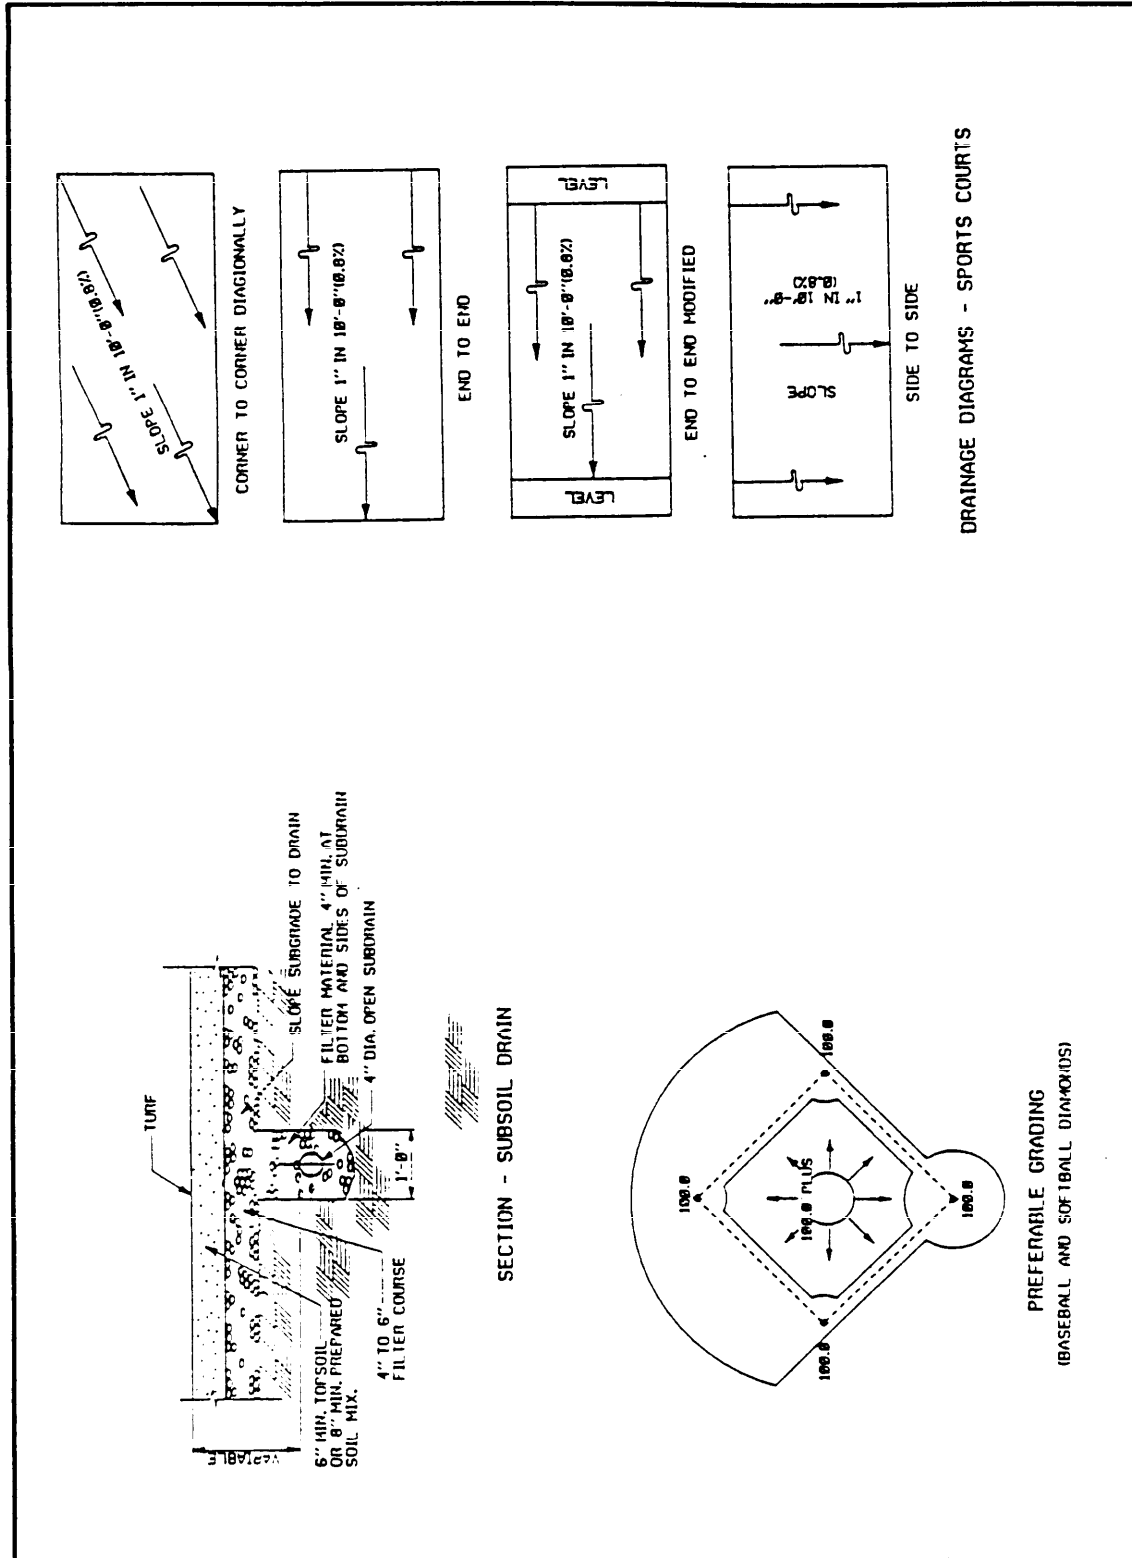 TURF
VARIABLE
SLOPE SUBGRADE TO DRAIN
FILTER MATERIAL 4" MIN. AT
BOTTOM AND SIDES OF SUBDRAIN
4" DIA. OPEN SUBDRAIN
1'-0"
6" MIN. TOPSOIL
OR 8" MIN. PREPARED
SOIL MIX.
4" TO 6"
FILTER COURSE
SECTION - SUBSOIL DRAIN
100.0
100.0
100.0 PLUS
100.0
100.0
PREFERABLE GRADING
(BASEBALL AND SOFTBALL DIAMONDS)
SLOPE 1" IN 10'-0"(0.8%)
CORNER TO CORNER DIAGIONALLY
SLOPE 1" IN 10'-0"(0.8%)
END TO END
LEVEL
SLOPE 1" IN 10'-0"(0.8%)
LEVEL
END TO END MODIFIED
SLOPE
1" IN 10'-0"
(0.8%)
SIDE TO SIDE
DRAINAGE DIAGRAMS - SPORTS COURTS